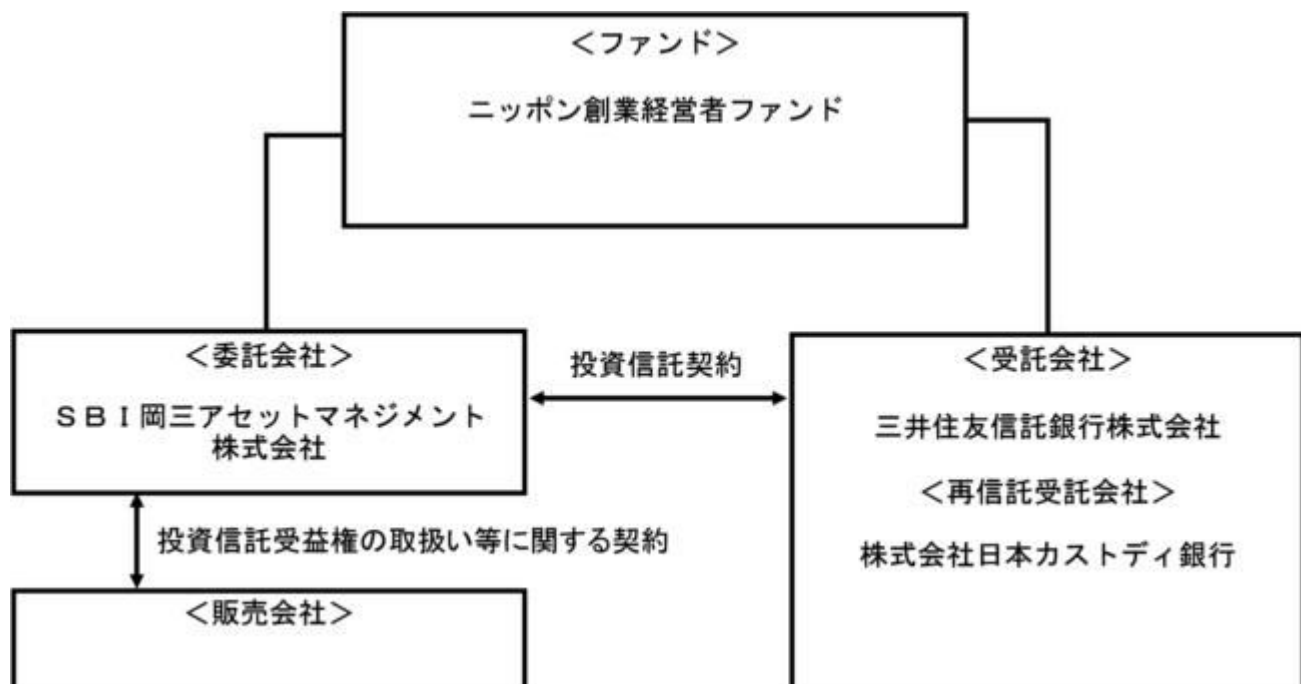 ＜ファンド＞
ニッポン創業経営者ファンド
＜委託会社＞
ＳＢＩ岡三アセットマネジメント
株式会社
投資信託契約
＜受託会社＞
三井住友信託銀行株式会社
＜再信託受託会社＞
株式会社日本カストディ銀行
投資信託受益権の取扱い等に関する契約
＜販売会社＞